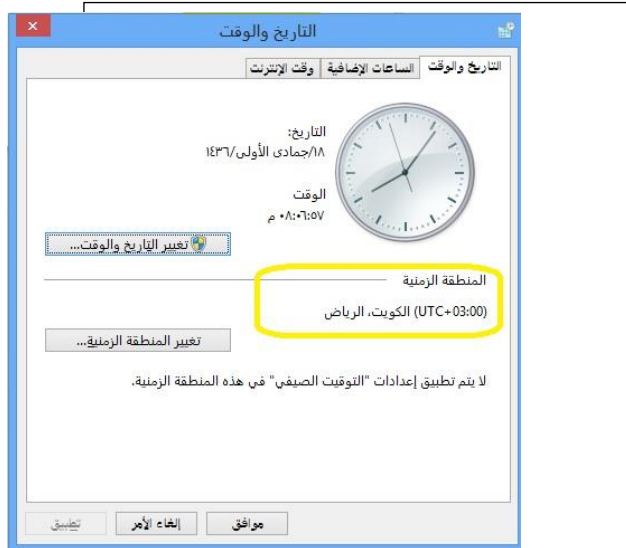 التاريخ والوقت
التاريخ والوقت
الساعات الإضافية
وقت الإنترنت
التاريخ:
١٨/جمادى الأولى/١٤٣٦
الوقت
٠٨:٠٦:٥٧ م
تغيير التاريخ والوقت...
المنطقة الزمنية
(UTC+03:00) الكويت، الرياض
تغيير المنطقة الزمنية...
لا يتم تطبيق إعدادات "التوقيت الصيفي" في هذه المنطقة الزمنية.
موافق
إلغاء الأمر
تطبيق